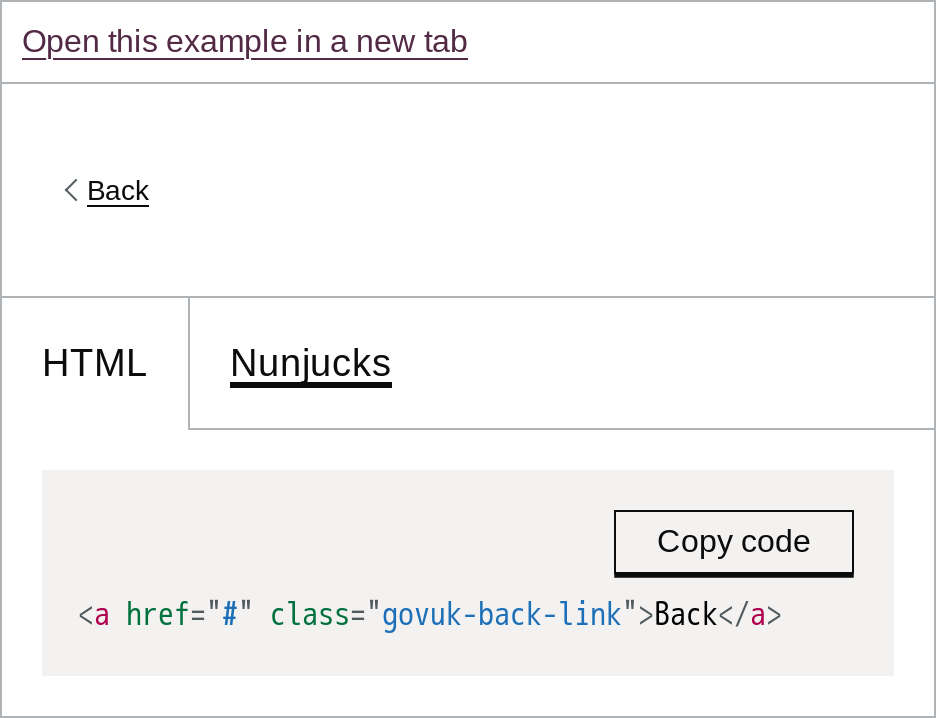 Open this example in a new tab
Back
HTML
Nunjucks
Copy code
<a href="#" class="govuk-back-link">Back</a>